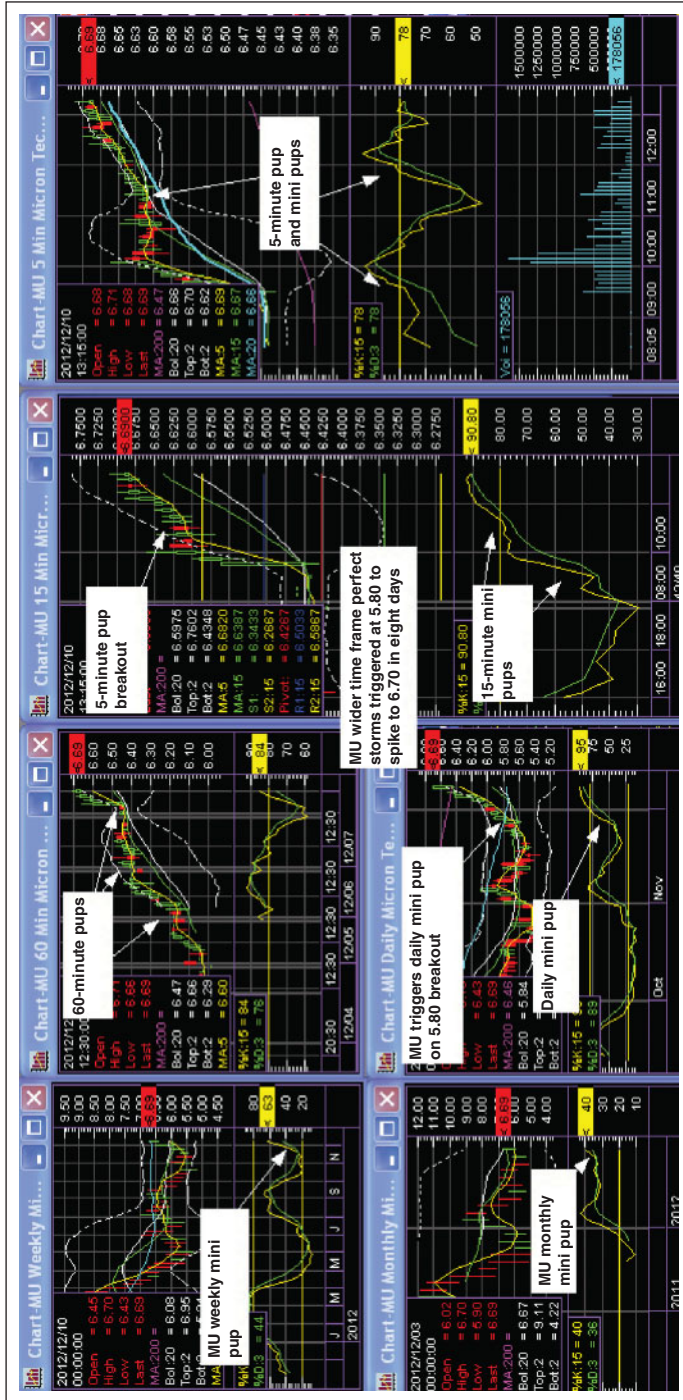 Chart-MU Weekly Mi...
2012/12/10
00:00:00
Open = 6.45
High = 6.70
Low = 6.43
Last = 6.69
MA:200=
Bol:20 = 6.08
Top:2 = 6.95
9.50
9.00
8.50
8.00
7.50
7.00
<6.69
6.00
5.50
5.00
4.50
MU weekly mini
pup
%D:3 = 44
< 63
40
20
J M M J S N
2012
Chart-MU 60 Min Micron ...
12:30:00
Open
High
Low = 6.66
Last = 6.69
MA:200=
Bol:20 = 6.47
Top:2 = 6.66
Bot:2 = 6.29
MA:5 = 6.60
<6.69
6.60
6.50
6.40
6.30
6.20
6.10
6.00
60-minute pups
%K:15 = 84
%D:3 = 76
90
< 84
70
60
20:30 12:30 12:30 12:30 12:30
12/04 12/05 12/06 12/07
Chart-MU 15 Min Micr...
2012/12/10
13:15:00
MA:200 =
Bol:20 = 6.5975
Top:2 = 6.7602
Bot:2 = 6.4348
MA:5 = 6.6820
MA:15 = 6.6387
S1: = 6.3433
S2:15 = 6.2667
Pivot: = 6.4267
R1:15 = 6.5033
R2:15 = 6.5867
6.7500
6.7250
6.6900
6.6750
6.6500
6.6250
6.6000
6.5750
6.5500
6.5250
6.5000
6.4750
6.4500
6.4250
6.4000
6.3750
6.3500
6.3250
6.3000
6.2750
5-minute pup
breakout
MU wider time frame perfect
storms triggered at 5.80 to
spike to 6.70 in eight days
%K:15 = 90.80
< 90.80
80.00
70.00
60.00
50.00
40.00
30.00
15-minute mini
pups
16:00 18:00 08:00 10:00
Chart-MU 5 Min Micron Tec...
2012/12/10
13:15:00
Open = 6.68
High = 6.71
Low = 6.68
Last = 6.69
MA:200 = 6.47
Bol:20 = 6.66
Top:2 = 6.70
Bot:2 = 6.62
MA:5 = 6.69
MA:15 = 6.67
MA:20 = 6.66
< 6.69
6.68
6.65
6.63
6.60
6.58
6.55
6.53
6.50
6.47
6.45
6.43
6.40
6.38
6.35
5-minute pup
and mini pups
%K:15 = 78
%D:3 = 78
90
< 78
70
60
50
Vol = 178056
1500000
1250000
1000000
750000
500000
< 178056
08:05 09:00 10:00 11:00 12:00
Chart-MU Monthly Mi...
2012/12/03
00:00:00
Open = 6.02
High = 6.70
Low = 5.90
Last = 6.69
MA:200=
Bol:20 = 6.67
Top:2 = 9.11
Bot:2 = 4.22
12.00
11.00
10.00
9.00
8.00
< 6.69
6.00
5.00
4.00
MU monthly
mini pup
%K:15 = 40
%D:3 = 36
< 40
30
20
10
2011 2012
Chart-MU Daily Micron Te...
Low = 6.43
Last = 6.69
MA:200 = 6.46
Bol:20 = 5.94
Top:2
Bot:2
<6.69
6.40
6.20
6.00
5.80
5.60
5.40
5.20
MU triggers daily mini pup
on 5.80 breakout
Daily mini pup
%D:3 = 89
< 95
75
50
25
Oct Nov